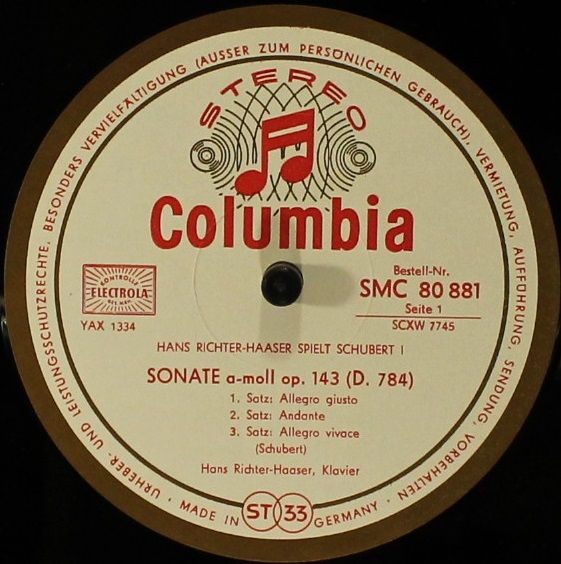 URHEBER- UND LEISTUNGSSCHUTZRECHTE, BESONDERS VERVIELFÄLTIGUNG (AUSSER ZUM PERSÖNLICHEN GEBRAUCH), VERMIETUNG, AUFFÜHRUNG, SENDUNG, VORBEHALTEN ·
STEREO
Columbia
KONTROLLE
ELECTROLA
YAX 1334
Bestell-Nr.
SMC 80 881
Seite 1
SCXW 7745
HANS RICHTER-HAASER SPIELT SCHUBERT I
SONATE a-moll op. 143 (D. 784)
1. Satz: Allegro giusto
2. Satz: Andante
3. Satz: Allegro vivace
(Schubert)
Hans Richter-Haaser, Klavier
· MADE IN GERMANY ·
ST 33